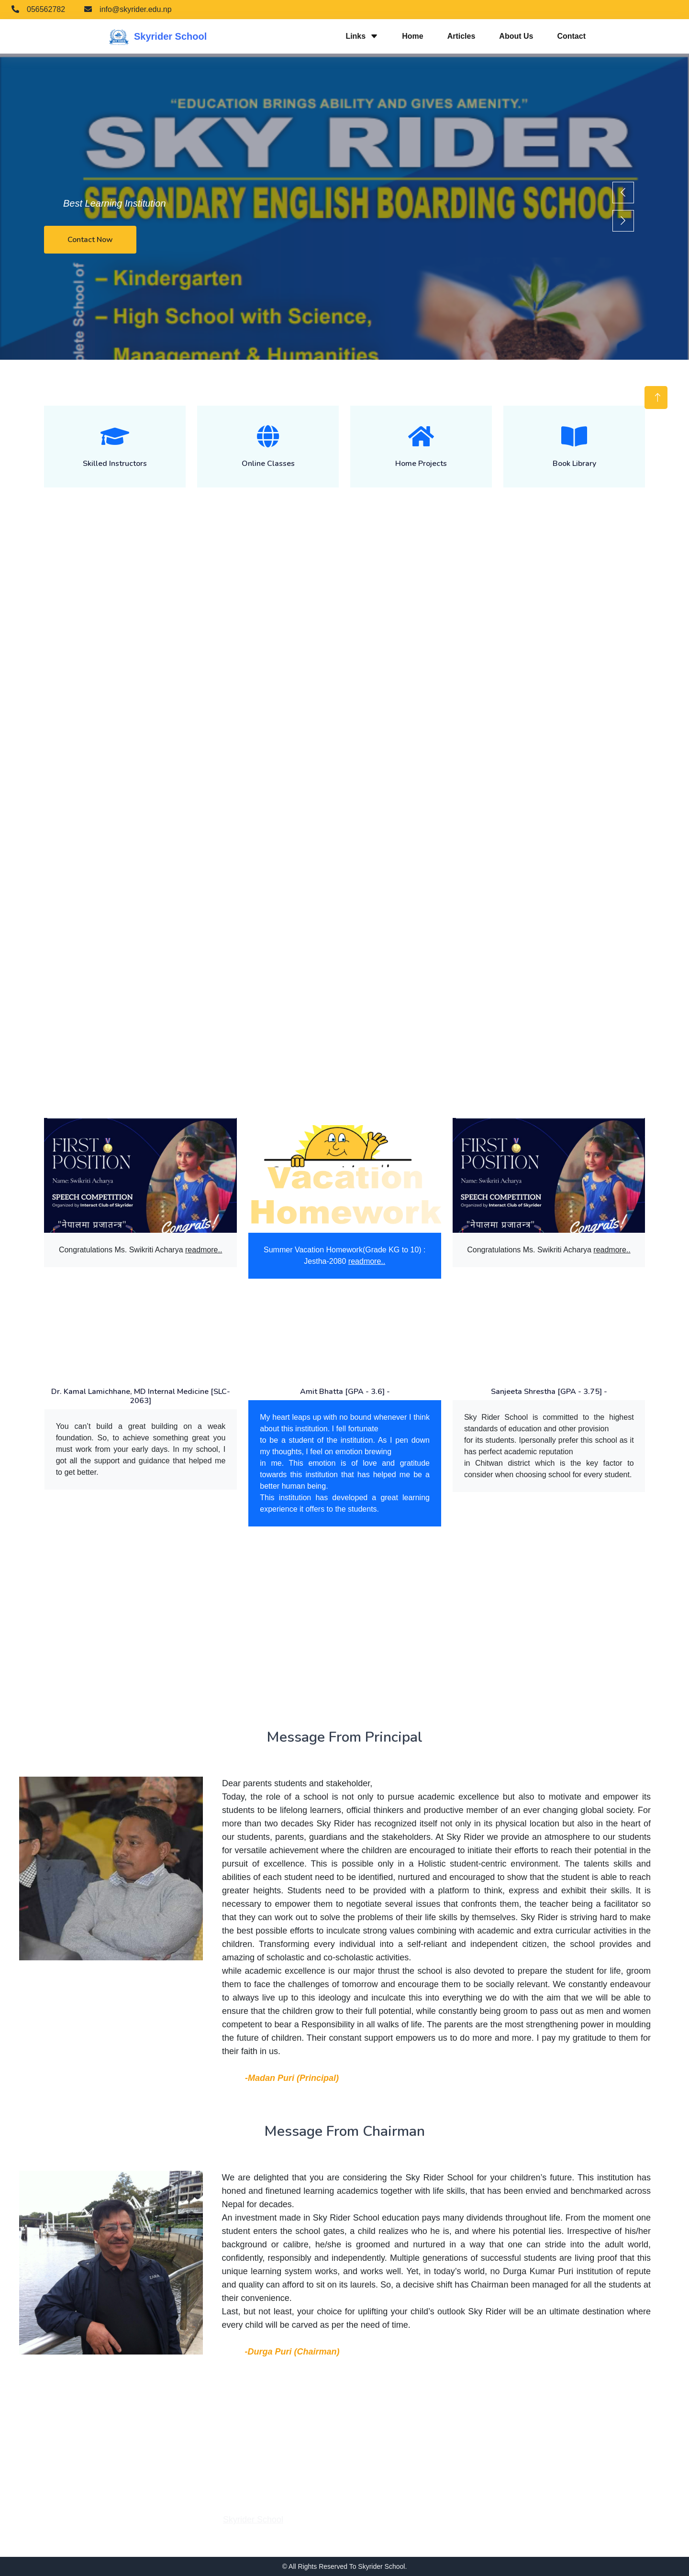 056562782 info@skyrider.edu.np
Skyrider School Links Home Articles About Us Contact
“EDUCATION BRINGS ABILITY AND GIVES AMENITY.”
SKY RIDER
SECONDARY ENGLISH BOARDING SCHOOL
Best Learning Institution
Contact Now
– Kindergarten
– High School with Science,
Management & Humanities
plete School of
Skilled Instructors
Online Classes
Home Projects
Book Library
FIRST
POSITION
Name: Swikriti Acharya
SPEECH COMPETITION
Organized by Interact Club of Skyrider
"नेपालमा प्रजातन्त्र"
Congrats!
Congratulations Ms. Swikriti Acharya readmore..
Vacation
Homework
Summer Vacation Homework(Grade KG to 10) :
Jestha-2080 readmore..
FIRST
POSITION
Name: Swikriti Acharya
SPEECH COMPETITION
Organized by Interact Club of Skyrider
"नेपालमा प्रजातन्त्र"
Congrats!
Congratulations Ms. Swikriti Acharya readmore..
Dr. Kamal Lamichhane, MD Internal Medicine [SLC-
2063]
You can’t build a great building on a weak
foundation. So, to achieve something great you
must work from your early days. In my school, I
got all the support and guidance that helped me
to get better.
Amit Bhatta [GPA - 3.6] -
My heart leaps up with no bound whenever I think
about this institution. I fell fortunate
to be a student of the institution. As I pen down
my thoughts, I feel on emotion brewing
in me. This emotion is of love and gratitude
towards this institution that has helped me be a
better human being.
This institution has developed a great learning
experience it offers to the students.
Sanjeeta Shrestha [GPA - 3.75] -
Sky Rider School is committed to the highest
standards of education and other provision
for its students. Ipersonally prefer this school as it
has perfect academic reputation
in Chitwan district which is the key factor to
consider when choosing school for every student.
Message From Principal
Dear parents students and stakeholder,
Today, the role of a school is not only to pursue academic excellence but also to motivate and empower its
students to be lifelong learners, official thinkers and productive member of an ever changing global society. For
more than two decades Sky Rider has recognized itself not only in its physical location but also in the heart of
our students, parents, guardians and the stakeholders. At Sky Rider we provide an atmosphere to our students
for versatile achievement where the children are encouraged to initiate their efforts to reach their potential in the
pursuit of excellence. This is possible only in a Holistic student-centric environment. The talents skills and
abilities of each student need to be identified, nurtured and encouraged to show that the student is able to reach
greater heights. Students need to be provided with a platform to think, express and exhibit their skills. It is
necessary to empower them to negotiate several issues that confronts them, the teacher being a facilitator so
that they can work out to solve the problems of their life skills by themselves. Sky Rider is striving hard to make
the best possible efforts to inculcate strong values combining with academic and extra curricular activities in the
children. Transforming every individual into a self-reliant and independent citizen, the school provides and
amazing of scholastic and co-scholastic activities.
while academic excellence is our major thrust the school is also devoted to prepare the student for life, groom
them to face the challenges of tomorrow and encourage them to be socially relevant. We constantly endeavour
to always live up to this ideology and inculcate this into everything we do with the aim that we will be able to
ensure that the children grow to their full potential, while constantly being groom to pass out as men and women
competent to bear a Responsibility in all walks of life. The parents are the most strengthening power in moulding
the future of children. Their constant support empowers us to do more and more. I pay my gratitude to them for
their faith in us.
-Madan Puri (Principal)
Message From Chairman
We are delighted that you are considering the Sky Rider School for your children’s future. This institution has
honed and finetuned learning academics together with life skills, that has been envied and benchmarked across
Nepal for decades.
An investment made in Sky Rider School education pays many dividends throughout life. From the moment one
student enters the school gates, a child realizes who he is, and where his potential lies. Irrespective of his/her
background or calibre, he/she is groomed and nurtured in a way that one can stride into the adult world,
confidently, responsibly and independently. Multiple generations of successful students are living proof that this
unique learning system works, and works well. Yet, in today’s world, no Durga Kumar Puri institution of repute
and quality can afford to sit on its laurels. So, a decisive shift has Chairman been managed for all the students at
their convenience.
Last, but not least, your choice for uplifting your child’s outlook Sky Rider will be an ultimate destination where
every child will be carved as per the need of time.
-Durga Puri (Chairman)
© All Rights Reserved To Skyrider School.